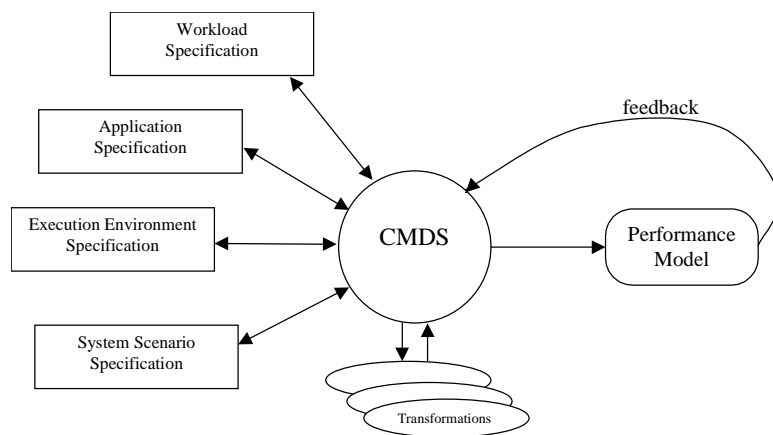 Workload
Specification
Application
Specification
Execution Environment
Specification
System Scenario
Specification
CMDS
feedback
Performance
Model
Transformations